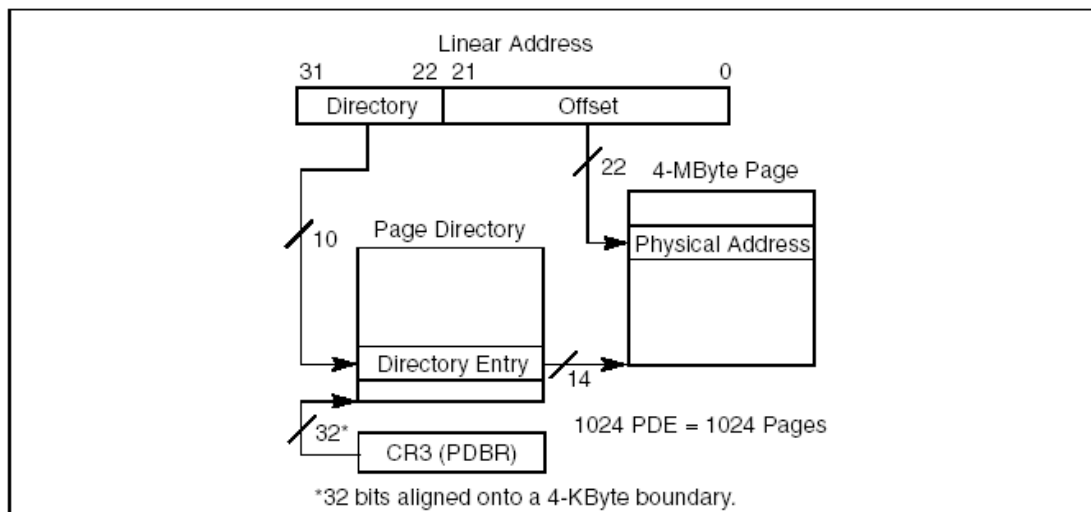 Linear Address
31 22 21 0
Directory Offset
22
4-MByte Page
10
Page Directory
Physical Address
Directory Entry
14
32*
1024 PDE = 1024 Pages
CR3 (PDBR)
*32 bits aligned onto a 4-KByte boundary.